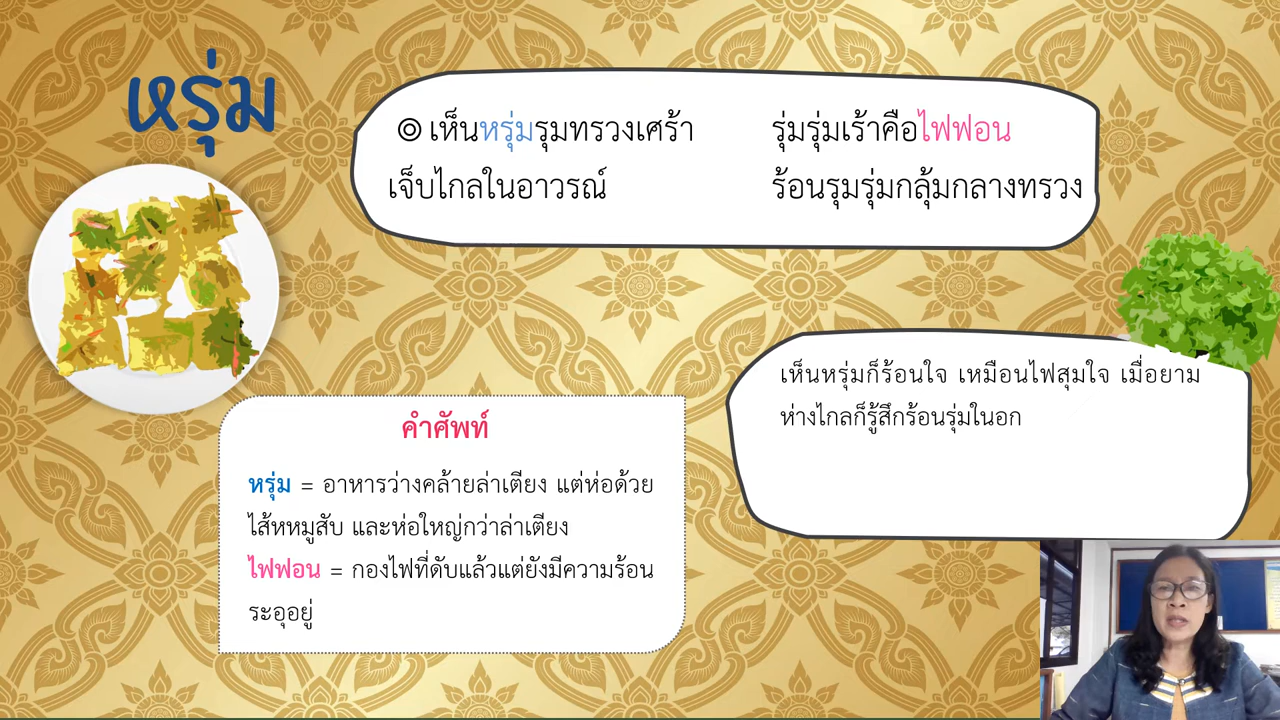 หรุ่ม
๏ เห็นหรุ่มรุมทรวงเศร้า รุ่มรุ่มเร้าคือไฟฟอน
เจ็บไกลในอาวรณ์ ร้อนรุมรุ่มกลุ้มกลางทรวง
เห็นหรุ่มก็ร้อนใจ เหมือนไฟสุมใจ เมื่อยาม
ห่างไกลก็รู้สึกร้อนรุ่มในอก
คำศัพท์
หรุ่ม = อาหารว่างคล้ายล่าเตียง แต่ห่อด้วย
ไส้หหมูสับ และห่อใหญ่กว่าล่าเตียง
ไฟฟอน = กองไฟที่ดับแล้วแต่ยังมีความร้อน
ระอุอยู่